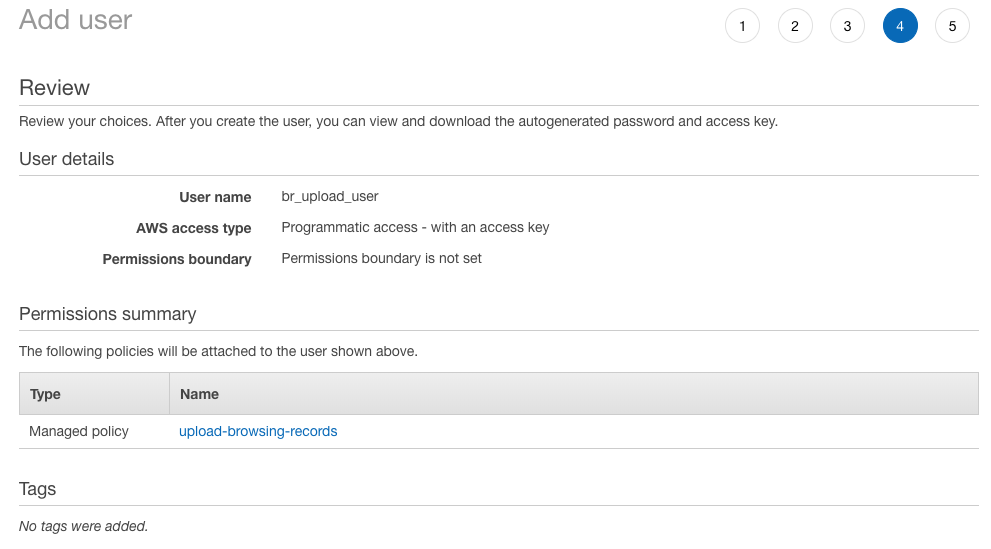 Add user
1 2 3 4 5
Review
Review your choices. After you create the user, you can view and download the autogenerated password and access key.
User details
User name br_upload_user
AWS access type Programmatic access - with an access key
Permissions boundary Permissions boundary is not set
Permissions summary
The following policies will be attached to the user shown above.
Type Name
Managed policy upload-browsing-records
Tags
No tags were added.